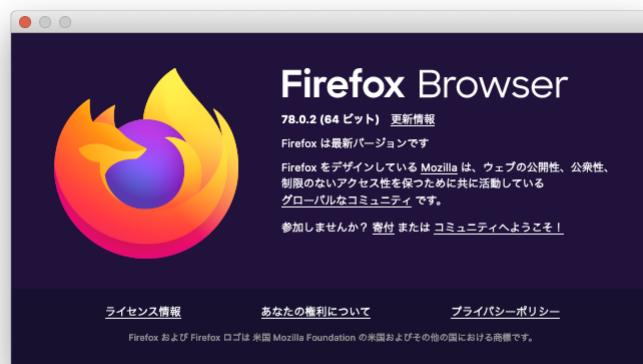 Firefox Browser
78.0.2 (64 ビット) 更新情報
Firefox は最新バージョンです
Firefox をデザインしている Mozilla は、ウェブの公開性、公衆性、
制限のないアクセス性を保つために共に活動している
グローバルなコミュニティ です。
参加しませんか? 寄付 または コミュニティへようこそ!
ライセンス情報 あなたの権利について プライバシーポリシー
Firefox および Firefox ロゴは 米国 Mozilla Foundation の米国およびその他の国における商標です。